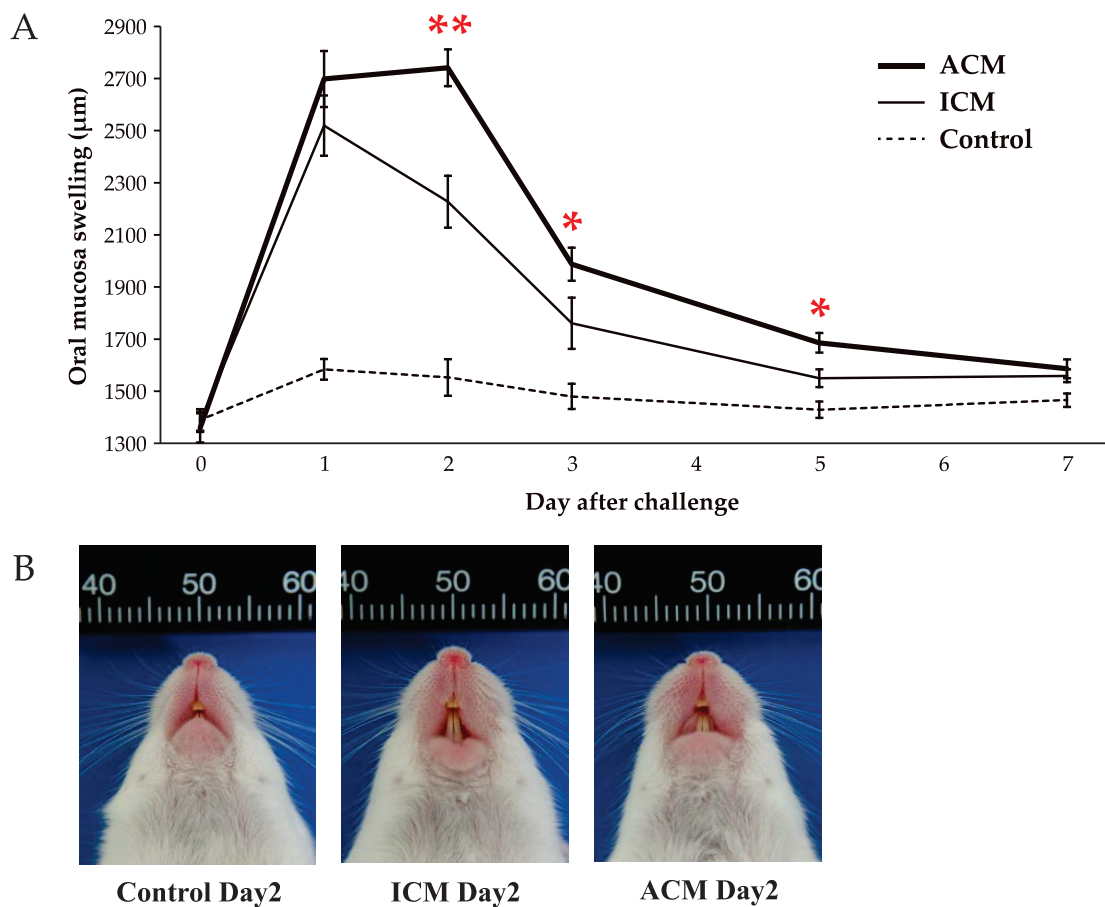 A
Oral mucosa swelling (μm)
2900
2700
2500
2300
2100
1900
1700
1500
1300
**
*
*
ACM
ICM
Control
0 1 2 3 4 5 6 7
Day after challenge
B
40 50 60
40 50 60
40 50 60
Control Day2 ICM Day2 ACM Day2